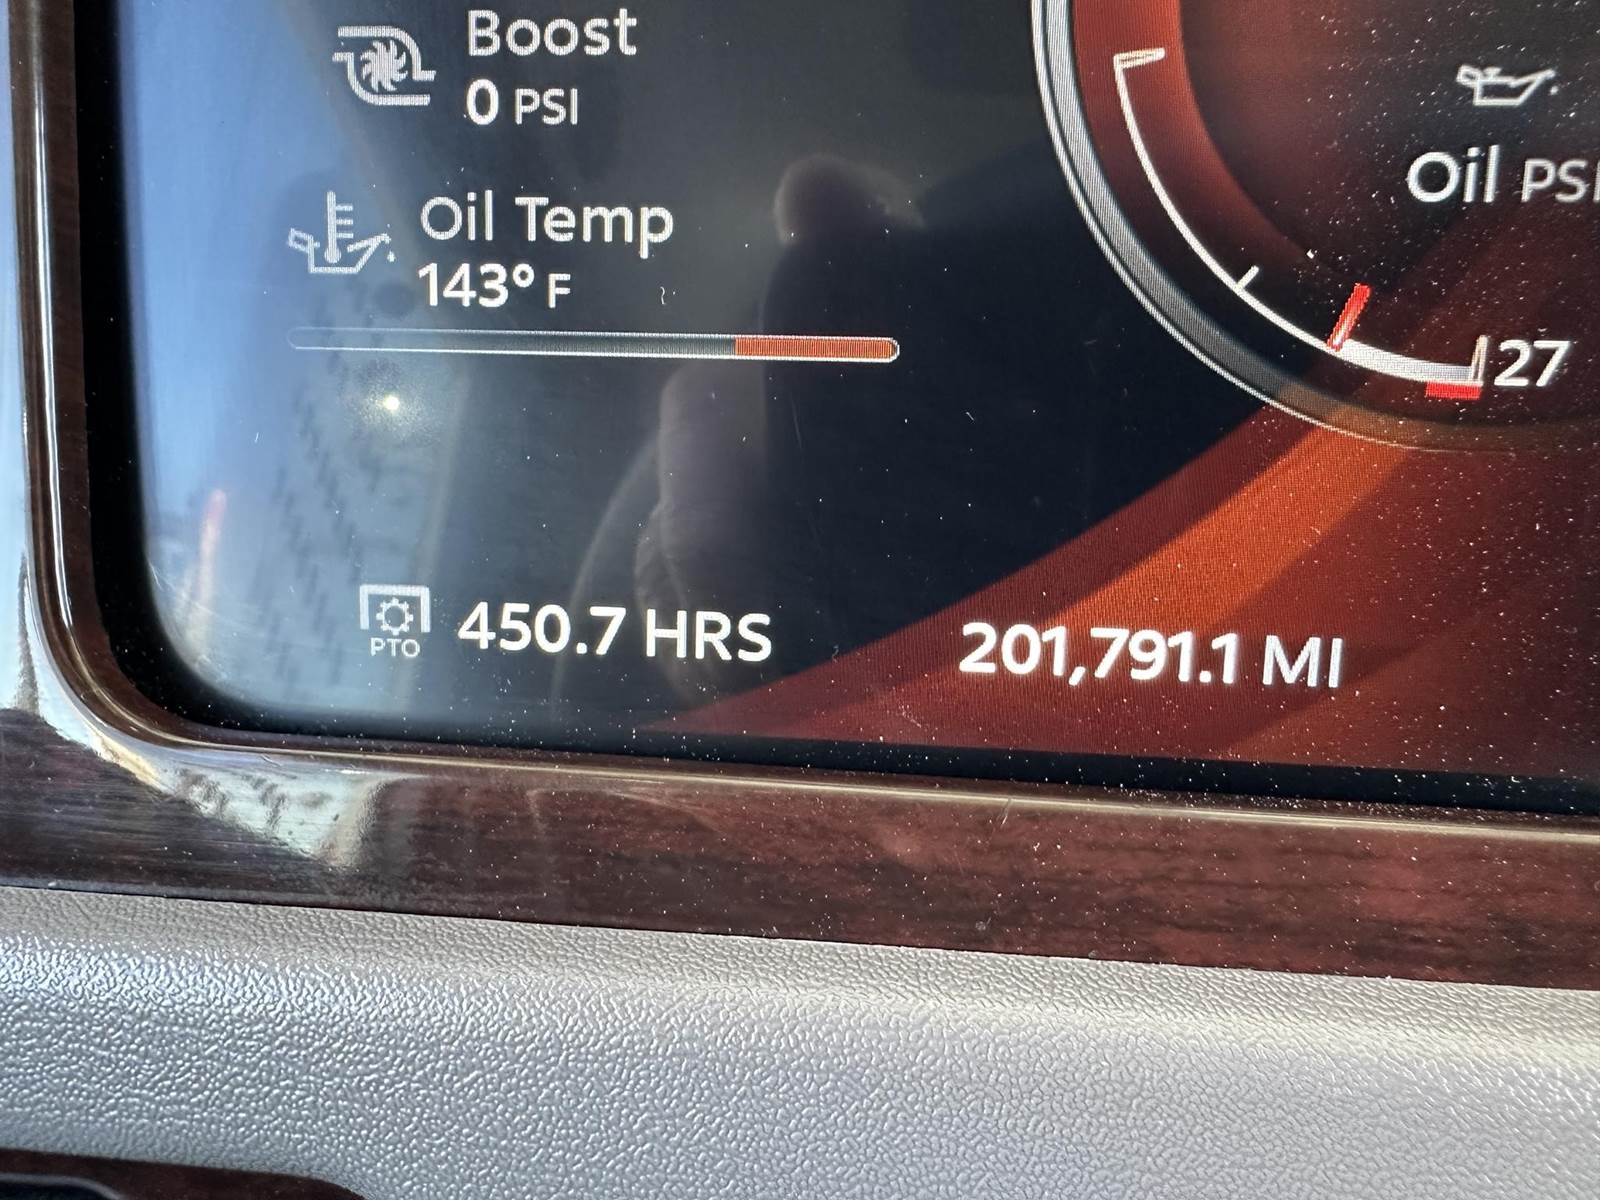 Boost
0 PSI
Oil Temp
143° F
Oil PSI
27
PTO
450.7 HRS
201,791.1 MI